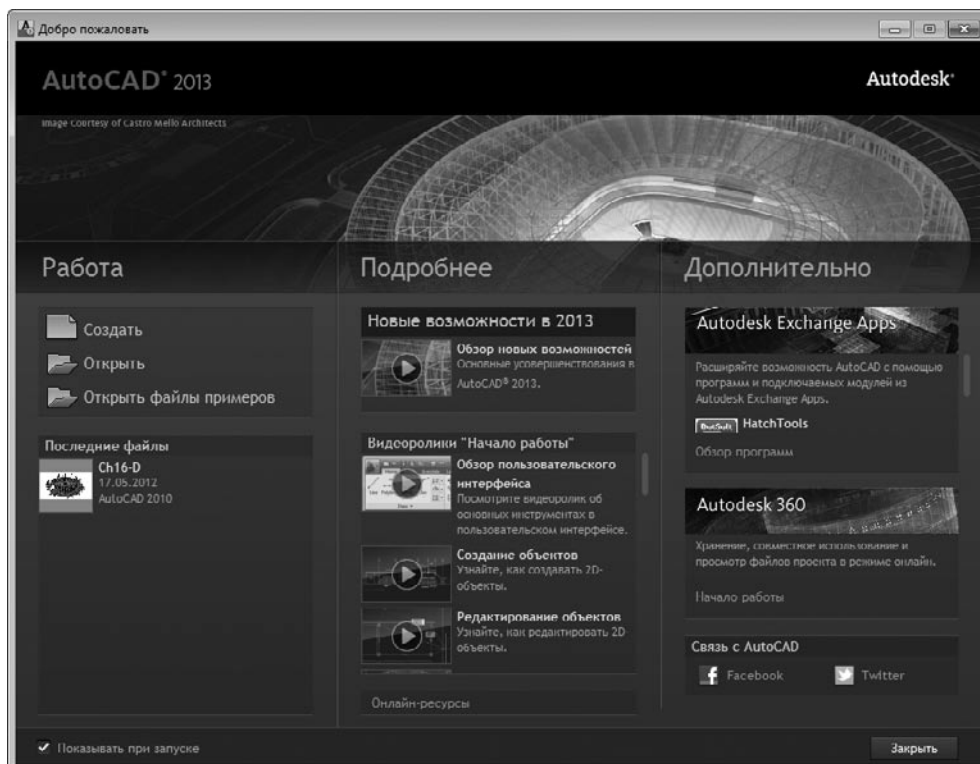 Добро пожаловать
AutoCAD® 2013
Autodesk®
Image Courtesy of Castro Mello Architects
Работа
Создать
Открыть
Открыть файлы примеров
Последние файлы
Ch16-D
17.05.2012
AutoCAD 2010
Подробнее
Новые возможности в 2013
Обзор новых возможностей
Основные усовершенствования в
AutoCAD® 2013.
Видеоролики "Начало работы"
Обзор пользовательского
интерфейса
Посмотрите видеоролик об
основных инструментах в
пользовательском интерфейсе.
Создание объектов
Узнайте, как создавать 2D-
объекты.
Редактирование объектов
Узнайте, как редактировать 2D
объекты.
Онлайн-ресурсы
Дополнительно
Autodesk Exchange Apps
Расширяйте возможность AutoCAD с помощью
программ и подключаемых модулей из
Autodesk Exchange Apps.
HatchTools
Обзор программ
Autodesk 360
Хранение, совместное использование и
просмотр файлов проекта в режиме онлайн.
Начало работы
Связь с AutoCAD
Facebook
Twitter
Показывать при запуске
Закрыть